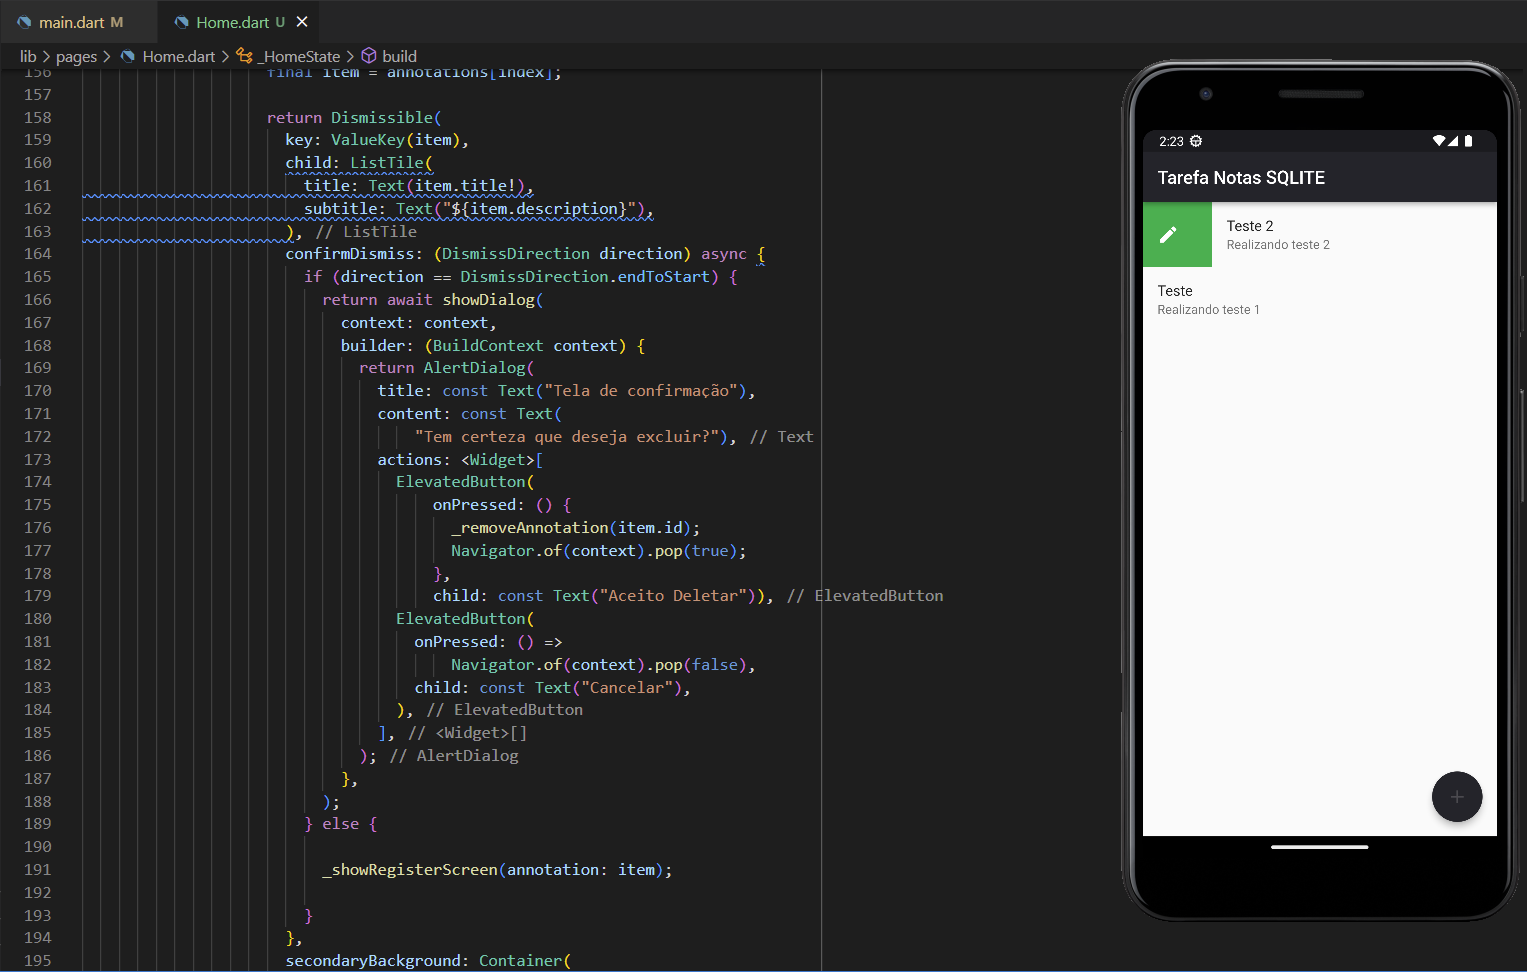 main.dart M
Home.dart U
lib > pages > Home.dart > _HomeState > build
156 final item = annotations[index];
157
158 return Dismissible(
159 key: ValueKey(item),
160 child: ListTile(
161 title: Text(item.title!),
162 subtitle: Text("${item.description}"),
163 ), // ListTile
164 confirmDismiss: (DismissDirection direction) async {
165 if (direction == DismissDirection.endToStart) {
166 return await showDialog(
167 context: context,
168 builder: (BuildContext context) {
169 return AlertDialog(
170 title: const Text("Tela de confirmação"),
171 content: const Text(
172 "Tem certeza que deseja excluir?"), // Text
173 actions: <Widget>[
174 ElevatedButton(
175 onPressed: () {
176 _removeAnnotation(item.id);
177 Navigator.of(context).pop(true);
178 },
179 child: const Text("Aceito Deletar")), // ElevatedButton
180 ElevatedButton(
181 onPressed: () =>
182 Navigator.of(context).pop(false),
183 child: const Text("Cancelar"),
184 ), // ElevatedButton
185 ], // <Widget>[]
186 ); // AlertDialog
187 },
188 );
189 } else {
190
191 _showRegisterScreen(annotation: item);
192
193 }
194 },
195 secondaryBackground: Container(
2:23
Tarefa Notas SQLITE
Teste 2
Realizando teste 2
Teste
Realizando teste 1